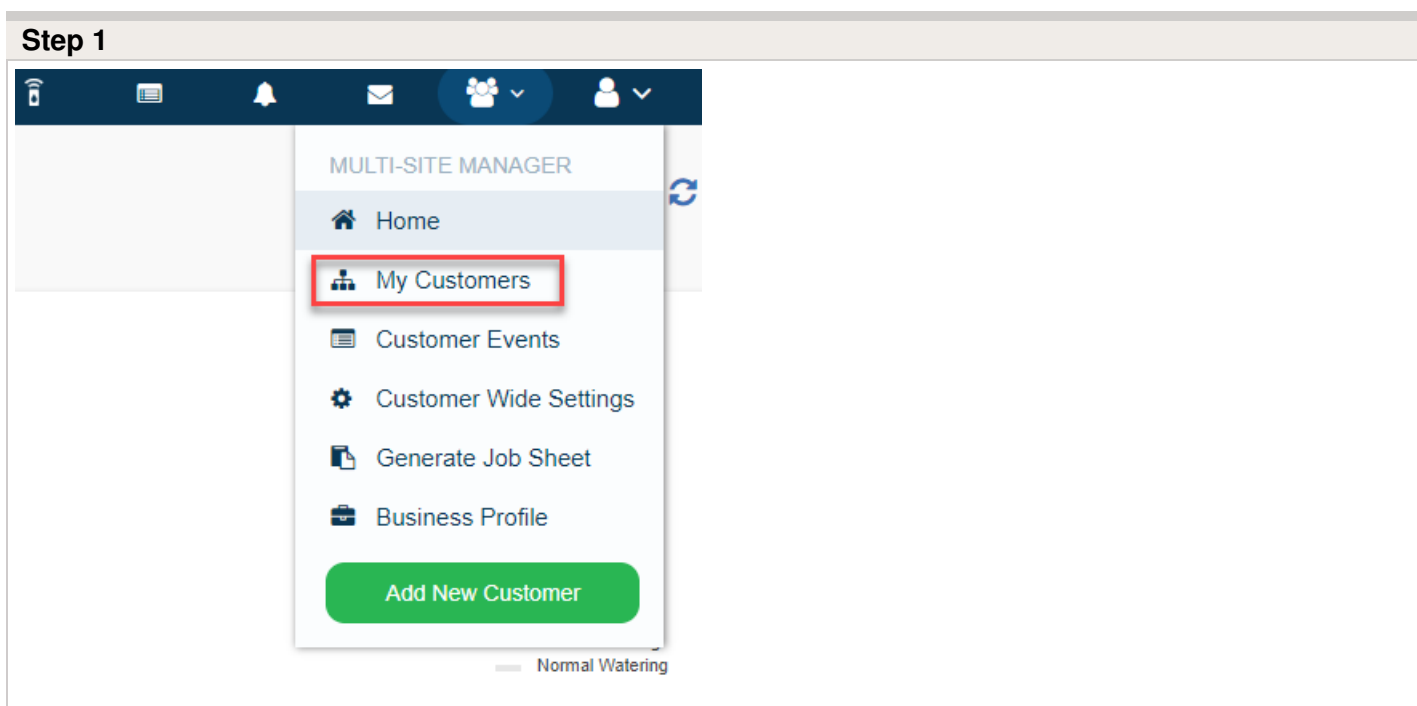 Step 1
MULTI-SITE MANAGER
Home
My Customers
Customer Events
Customer Wide Settings
Generate Job Sheet
Business Profile
Add New Customer
Normal Watering